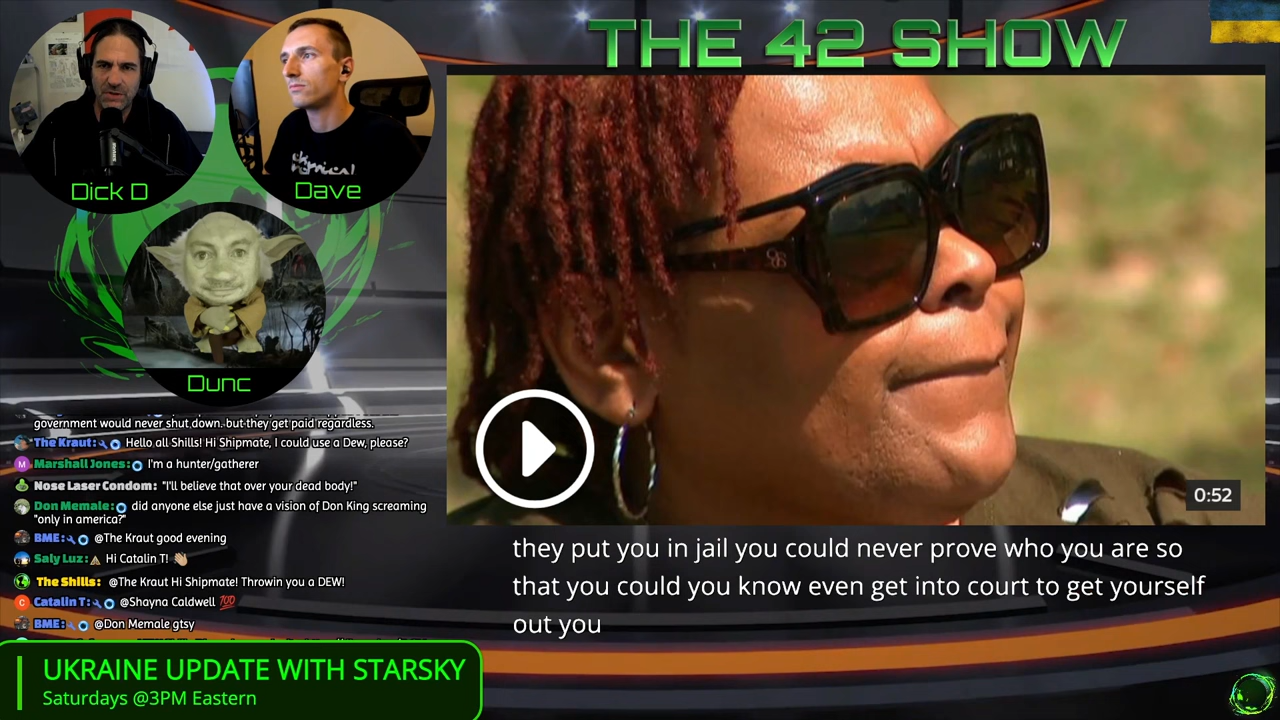 THE 42 SHOW
Dick D
Dave
Dunc
0:52
government would never shut down. but they get paid regardless.
The Kraut: Hello all Shills! Hi Shipmate, I could use a Dew, please?
M Marshall Jones: I'm a hunter/gatherer
Nose Laser Condom: "I'll believe that over your dead body!"
Don Memale: did anyone else just have a vision of Don King screaming
"only in america?"
BME: @The Kraut good evening
Saly Luz: Hi Catalin T! 👋🏼
The Shills: @The Kraut Hi Shipmate! Throwin you a DEW!
C Catalin T: @Shayna Caldwell 💯
BME: @Don Memale gtsy
they put you in jail you could never prove who you are so
that you could you know even get into court to get yourself
out you
UKRAINE UPDATE WITH STARSKY
Saturdays @3PM Eastern